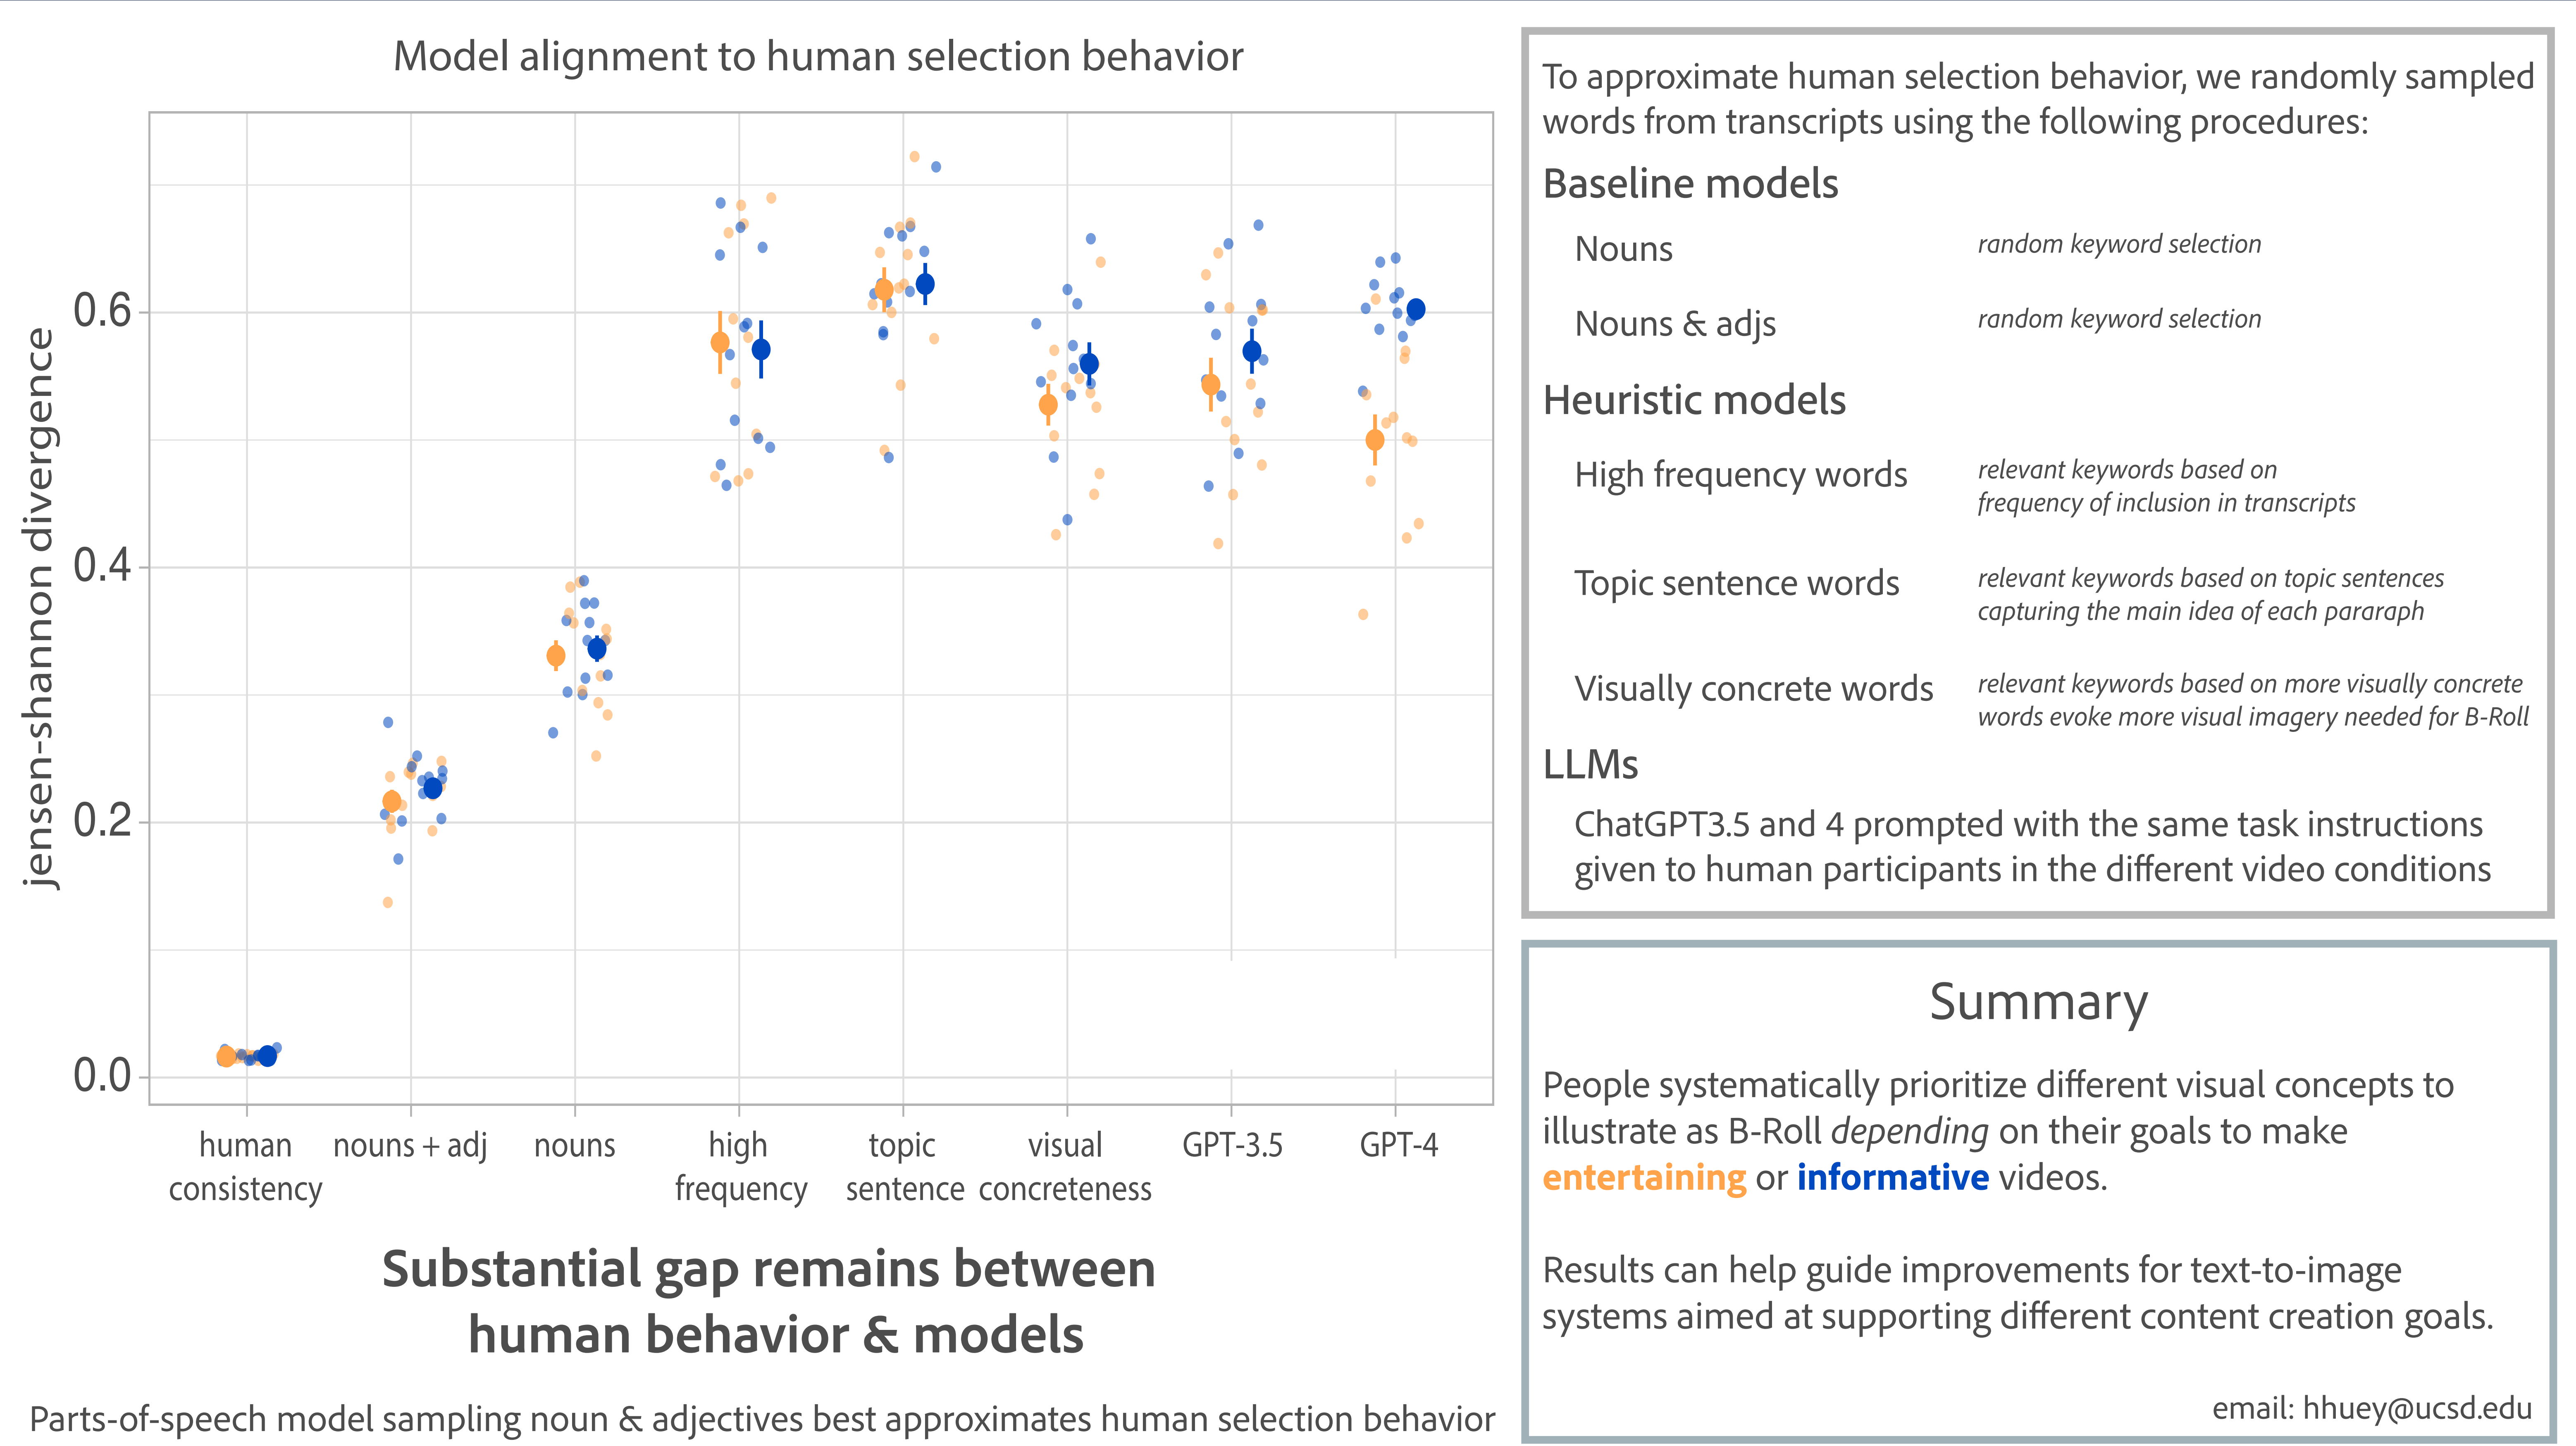 Model alignment to human selection behavior
jensen-shannon divergence
0.6
0.4
0.2
0.0
human consistency
nouns + adj
nouns
high frequency
topic sentence
visual concreteness
GPT-3.5
GPT-4
Substantial gap remains between
human behavior & models
Parts-of-speech model sampling noun & adjectives best approximates human selection behavior
To approximate human selection behavior, we randomly sampled
words from transcripts using the following procedures:
Baseline models
Nouns random keyword selection
Nouns & adjs random keyword selection
Heuristic models
High frequency words relevant keywords based on
frequency of inclusion in transcripts
Topic sentence words relevant keywords based on topic sentences
capturing the main idea of each pararaph
Visually concrete words relevant keywords based on more visually concrete
words evoke more visual imagery needed for B-Roll
LLMs
ChatGPT3.5 and 4 prompted with the same task instructions
given to human participants in the different video conditions
Summary
People systematically prioritize different visual concepts to
illustrate as B-Roll depending on their goals to make
entertaining or informative videos.
Results can help guide improvements for text-to-image
systems aimed at supporting different content creation goals.
email: hhuey@ucsd.edu